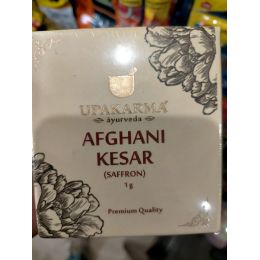 UPAKARMA
āyurveda
AFGHANI
KESAR
(SAFFRON)
1g
Premium Quality